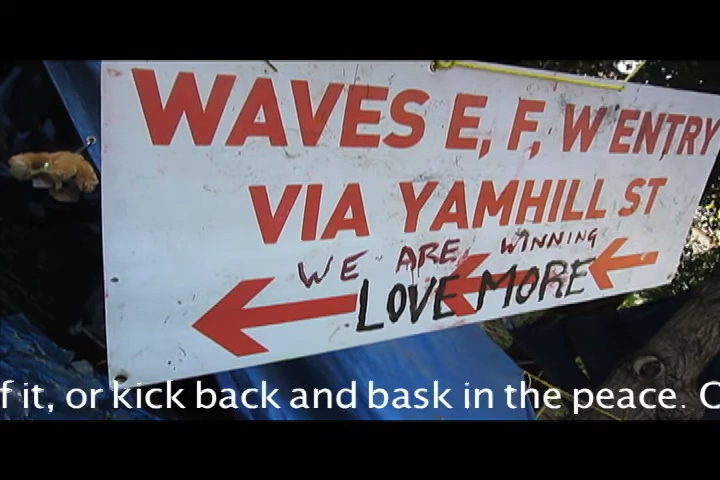 WAVES E, F, W ENTRY
VIA YAMHILL ST
WE ARE WINNING
LOVE MORE
f it, or kick back and bask in the peace. C